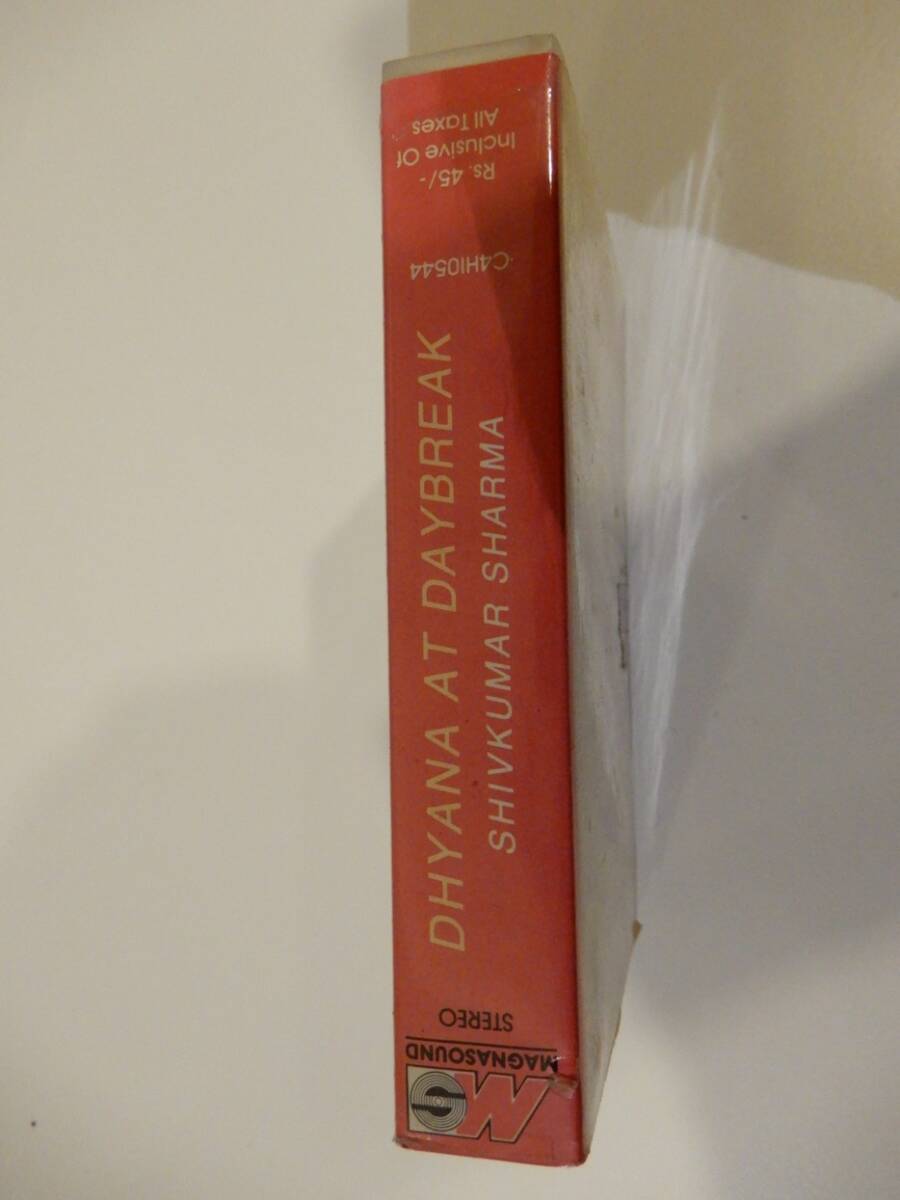 MAGNASOUND
STEREO
DHYANA AT DAYBREAK
SHIVKUMAR SHARMA
C4HI0544
Rs. 45/-
Inclusive Of
All Taxes